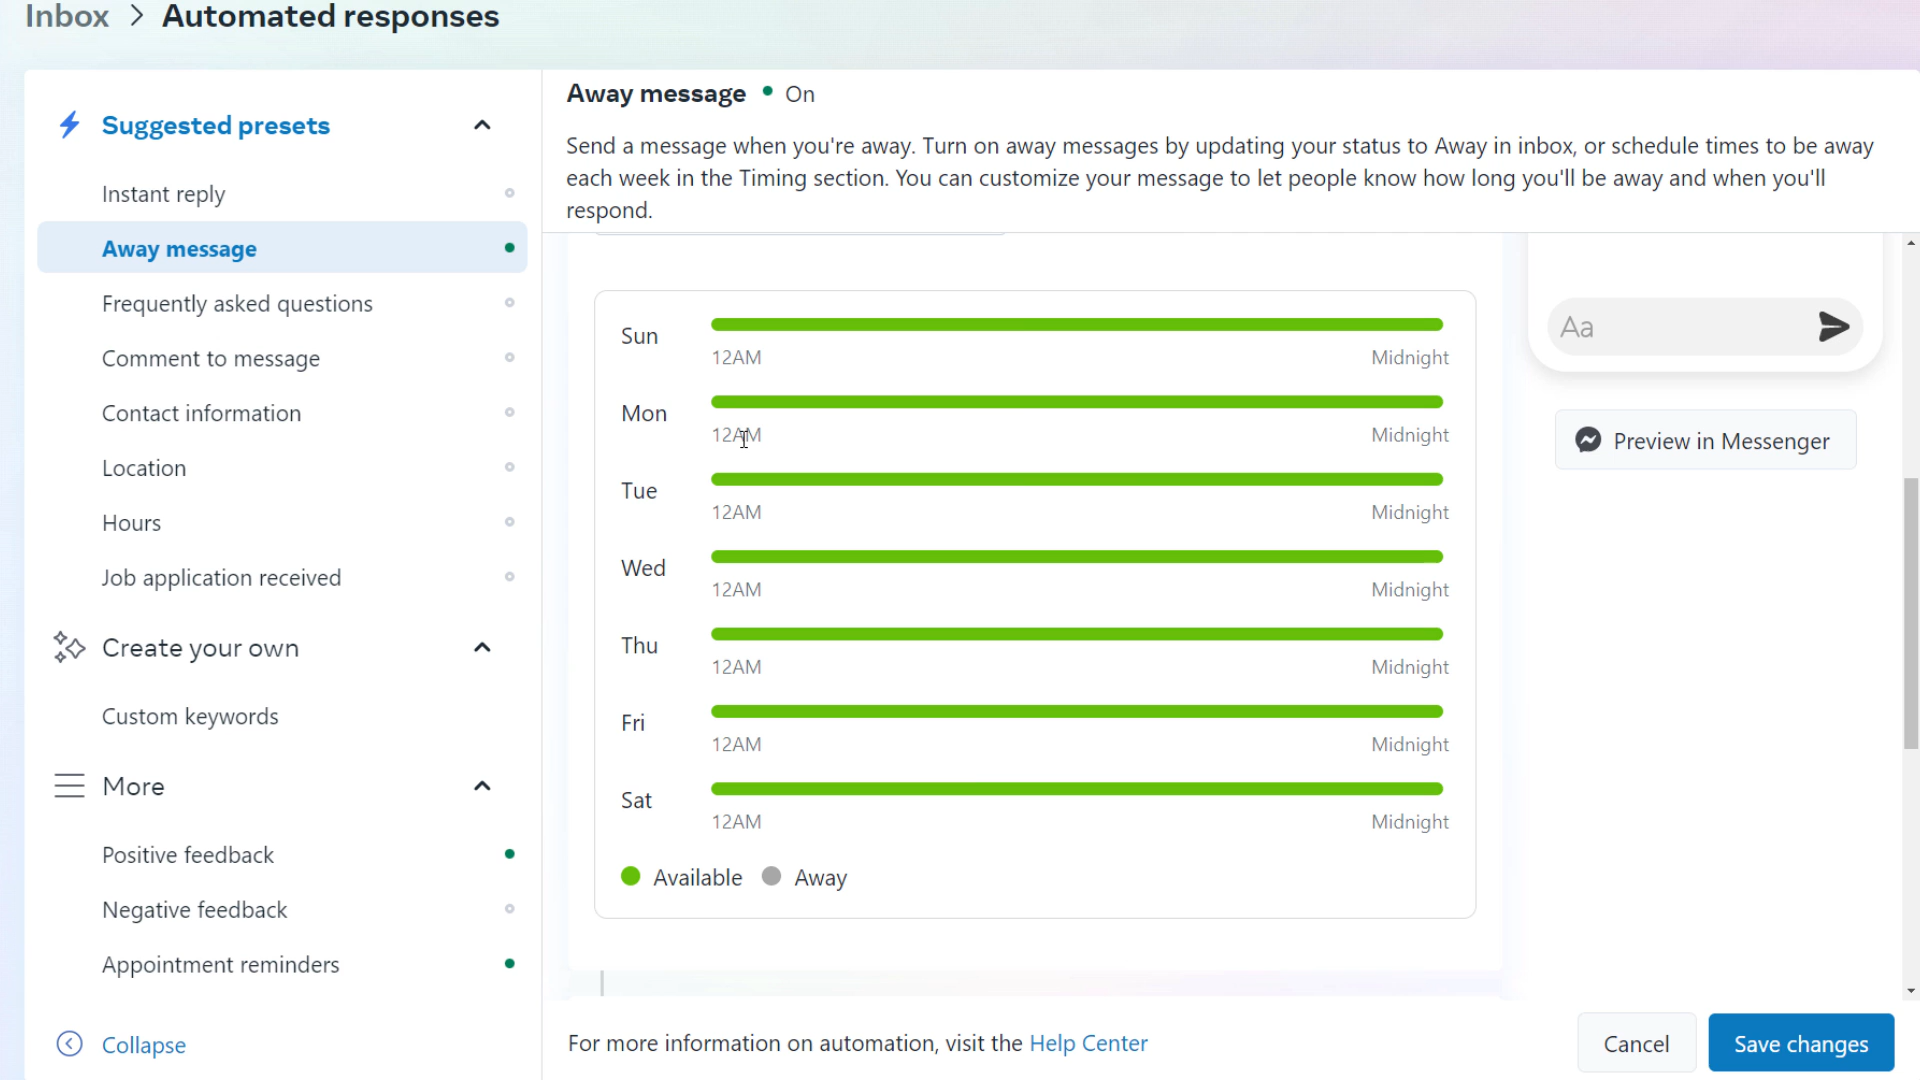 Inbox > Automated responses
Suggested presets
Instant reply
Away message
Frequently asked questions
Comment to message
Contact information
Location
Hours
Job application received
Create your own
Custom keywords
More
Positive feedback
Negative feedback
Appointment reminders
Collapse
Away message • On
Send a message when you're away. Turn on away messages by updating your status to Away in inbox, or schedule times to be away
each week in the Timing section. You can customize your message to let people know how long you'll be away and when you'll
respond.
Sun
12AM Midnight
Mon
12AM Midnight
Tue
12AM Midnight
Wed
12AM Midnight
Thu
12AM Midnight
Fri
12AM Midnight
Sat
12AM Midnight
Available Away
Aa
Preview in Messenger
For more information on automation, visit the Help Center
Cancel
Save changes